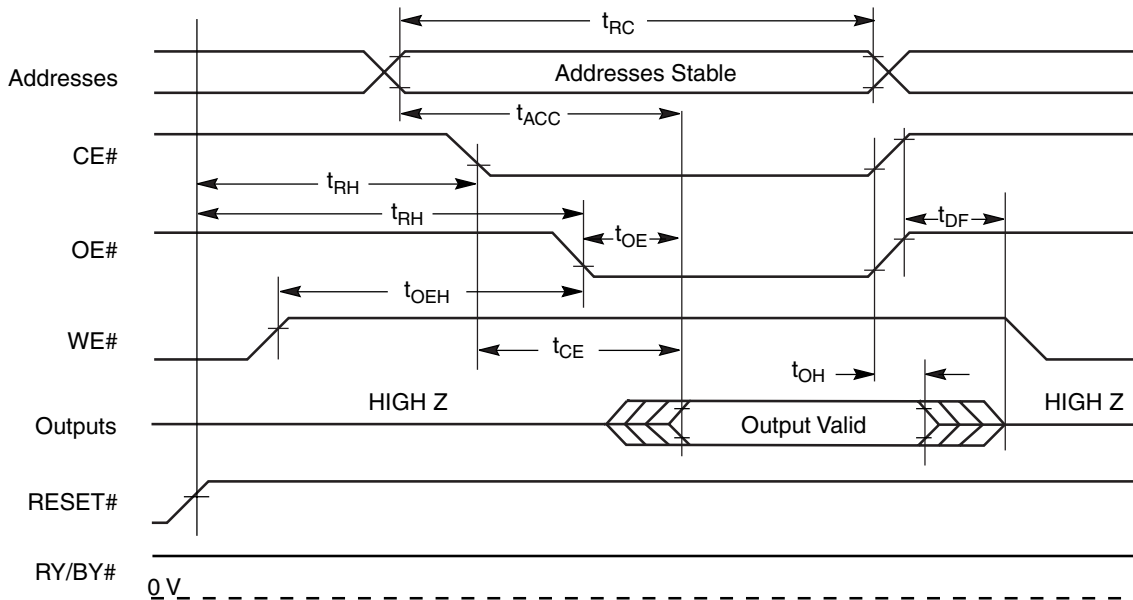 tRC
Addresses
Addresses Stable
tACC
CE#
tRH
tRH
OE#
tOE
tDF
tOEH
WE#
tCE
tOH
HIGH Z
HIGH Z
Outputs
Output Valid
RESET#
RY/BY#
0 V